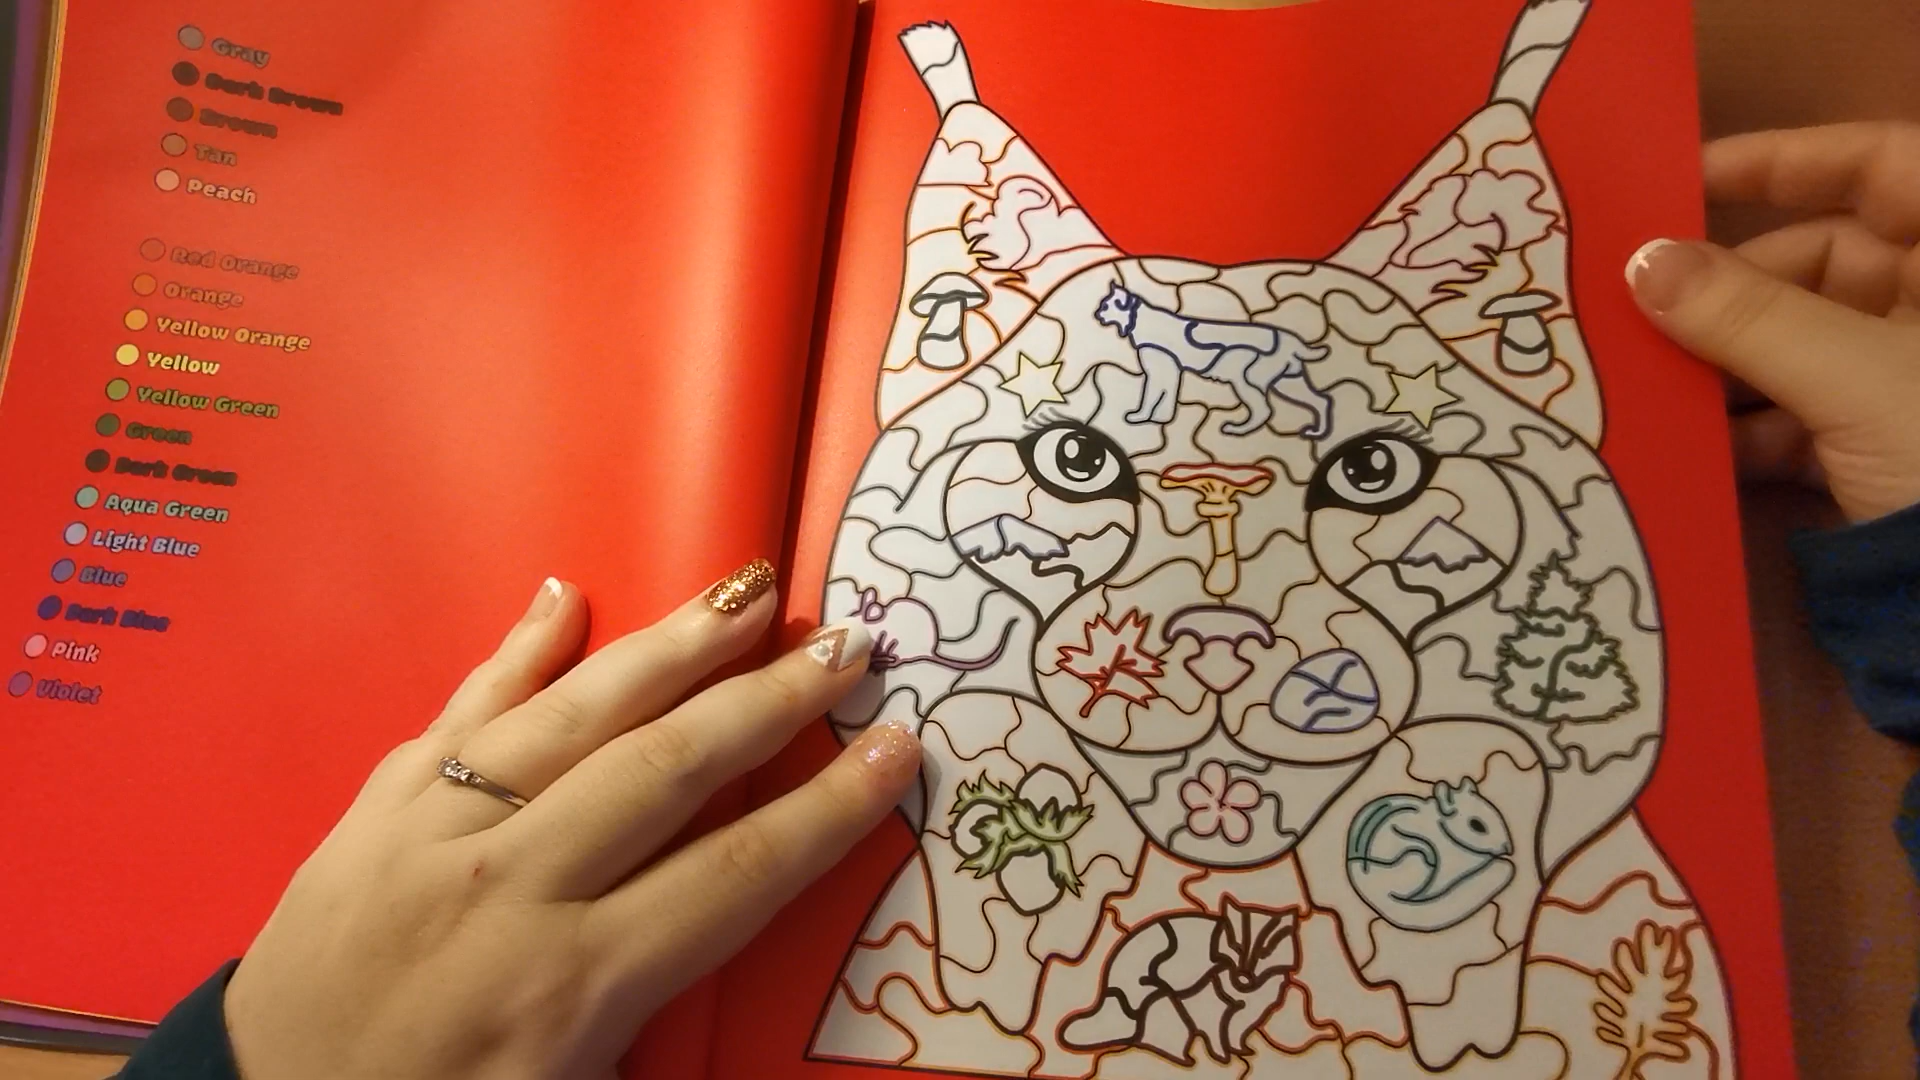 Gray
Dark Brown
Brown
Tan
Peach
Red Orange
Orange
Yellow Orange
Yellow
Yellow Green
Green
Dark Green
Aqua Green
Light Blue
Blue
Dark Blue
Pink
Violet